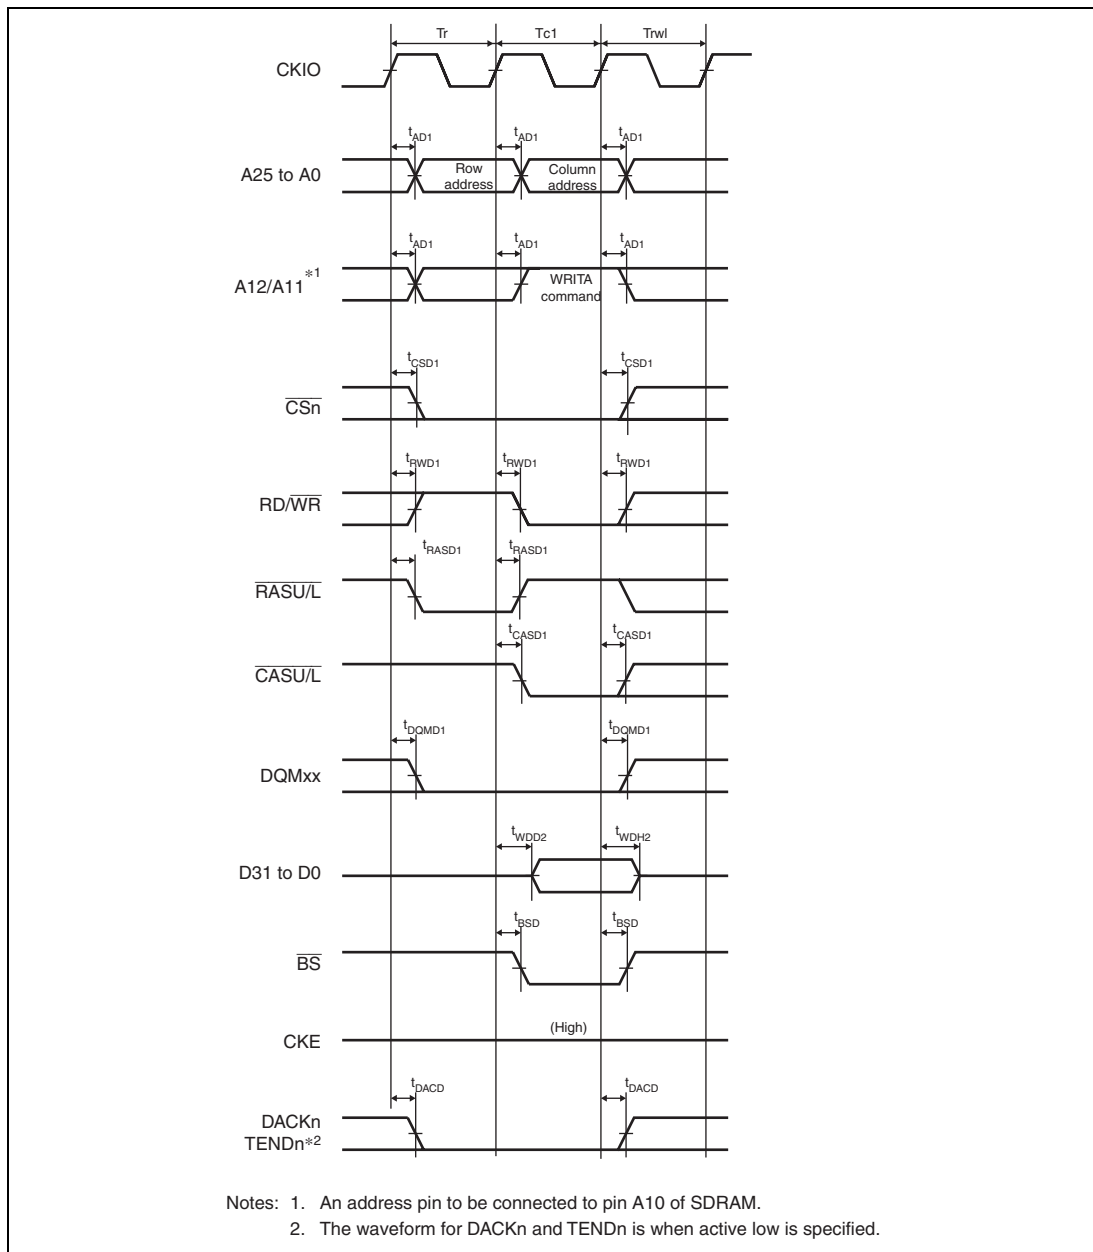 Tr Tc1 Trwl
CKIO
tAD1 tAD1 tAD1
A25 to A0
Row address
Column address
tAD1 tAD1 tAD1
A12/A11*1
WRITA command
tCSD1 tCSD1
CSn
tRWD1 tRWD1 tRWD1
RD/WR
tRASD1 tRASD1
RASU/L
tCASD1 tCASD1
CASU/L
tDQMD1 tDQMD1
DQMxx
tWDD2 tWDH2
D31 to D0
tBSD tBSD
BS
(High)
CKE
tDACD tDACD
DACKn
TENDn*2
Notes: 1. An address pin to be connected to pin A10 of SDRAM.
2. The waveform for DACKn and TENDn is when active low is specified.